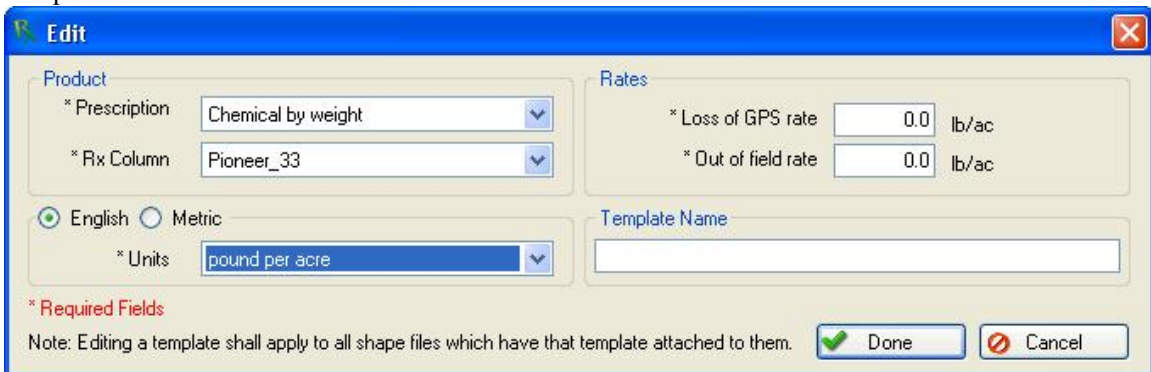 Edit
Product
* Prescription Chemical by weight
* Rx Column Pioneer_33
Rates
* Loss of GPS rate 0.0 lb/ac
* Out of field rate 0.0 lb/ac
English Metric
* Units pound per acre
Template Name
* Required Fields
Note: Editing a template shall apply to all shape files which have that template attached to them.
Done Cancel